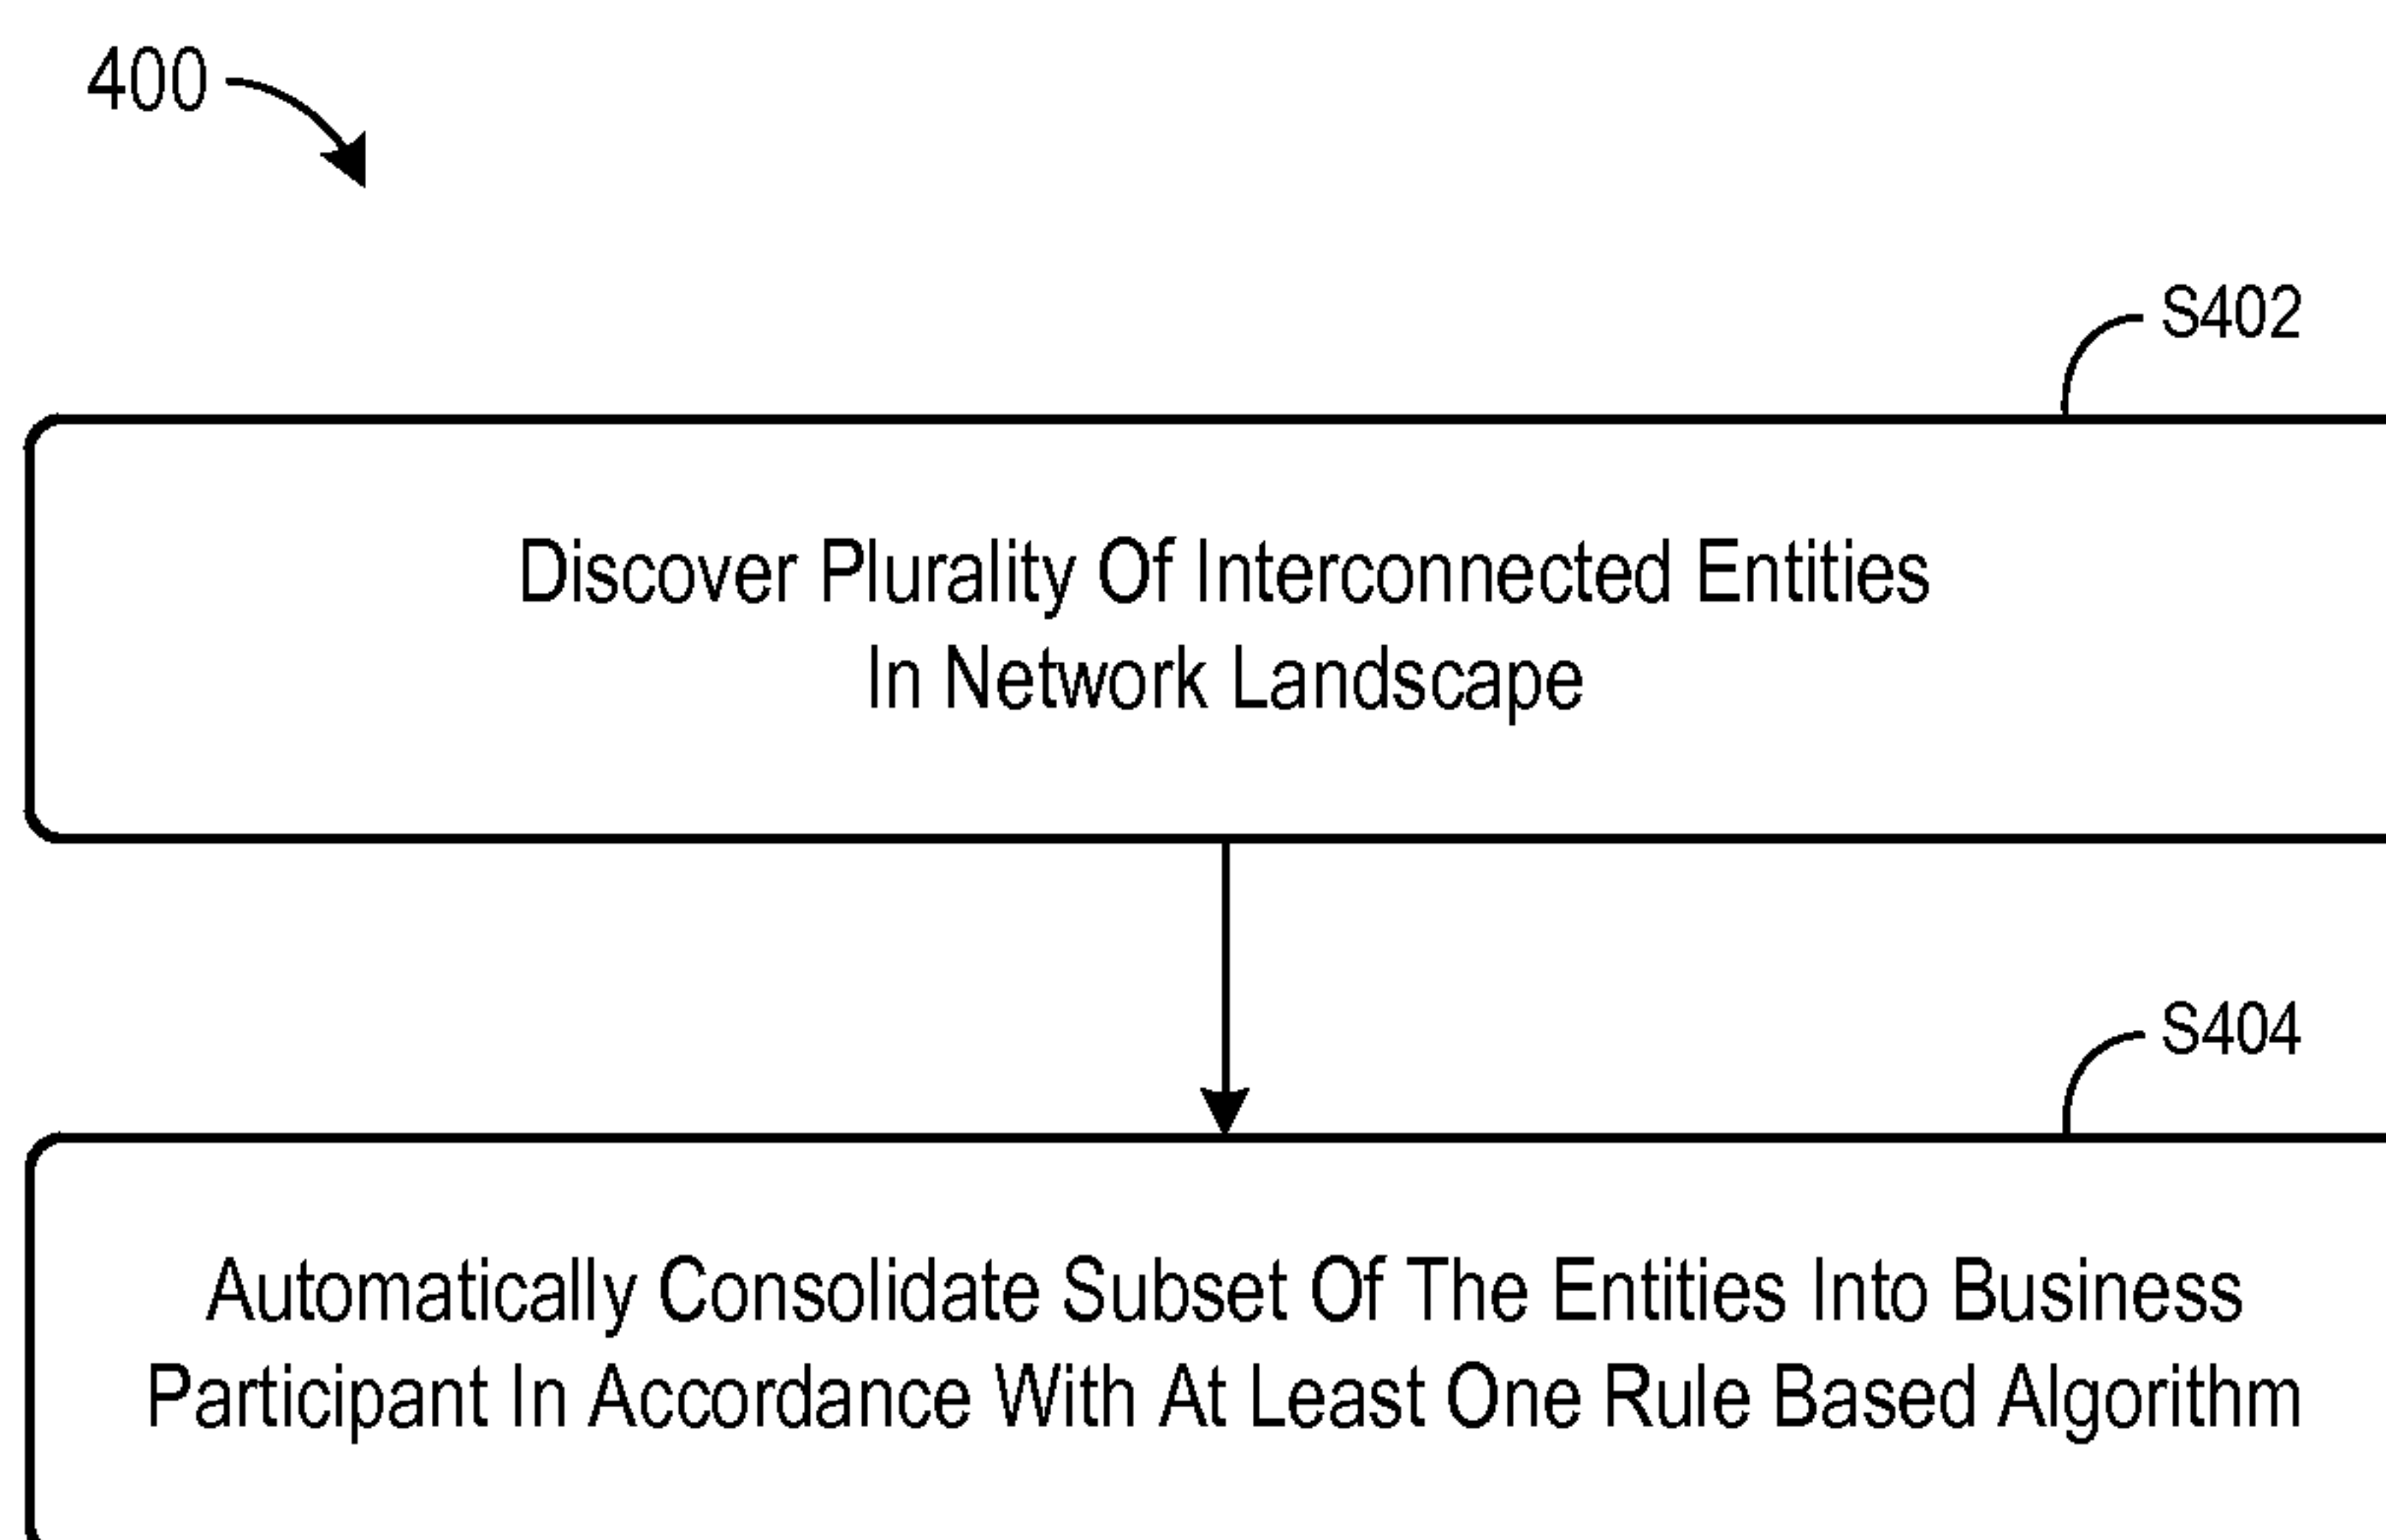 400
S402
Discover Plurality Of Interconnected Entities
In Network Landscape
S404
Automatically Consolidate Subset Of The Entities Into Business
Participant In Accordance With At Least One Rule Based Algorithm